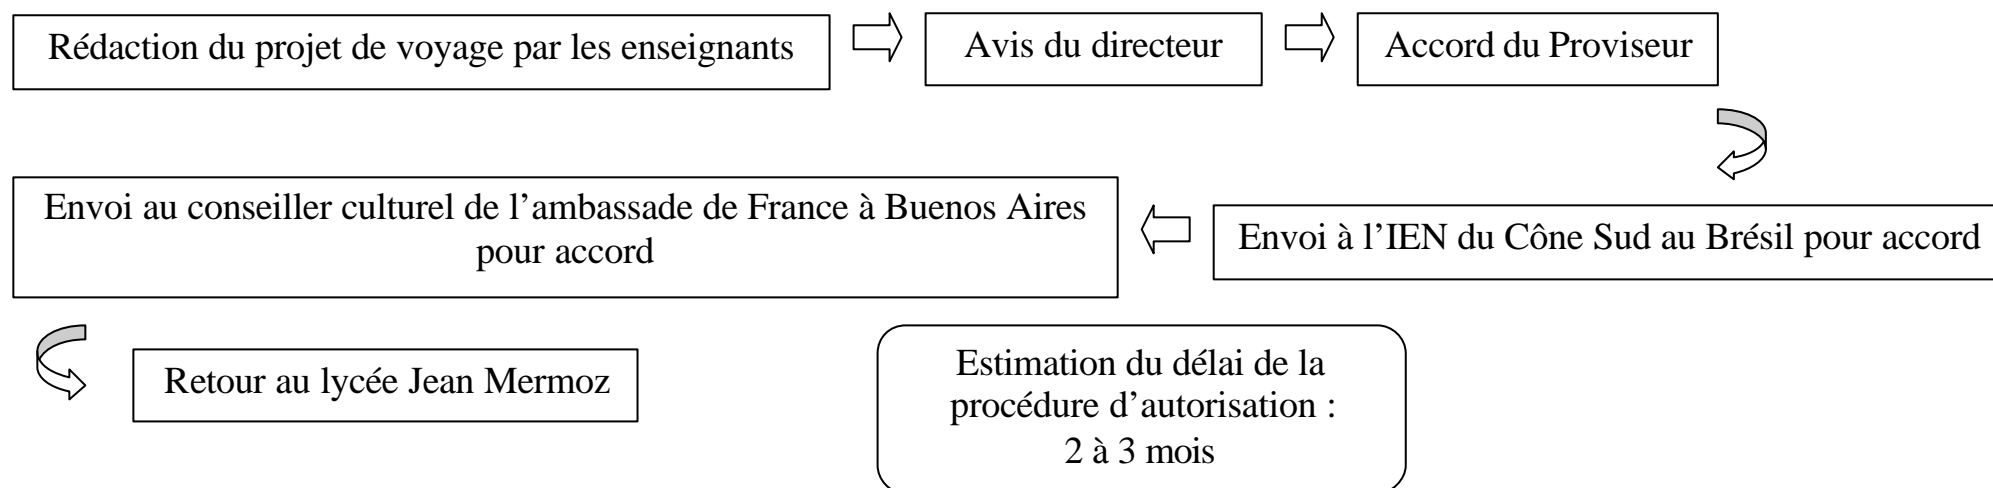 Rédaction du projet de voyage par les enseignants
Avis du directeur
Accord du Proviseur
Envoi à l’IEN du Cône Sud au Brésil pour accord
Envoi au conseiller culturel de l’ambassade de France à Buenos Aires
pour accord
Retour au lycée Jean Mermoz
Estimation du délai de la
procédure d’autorisation :
2 à 3 mois